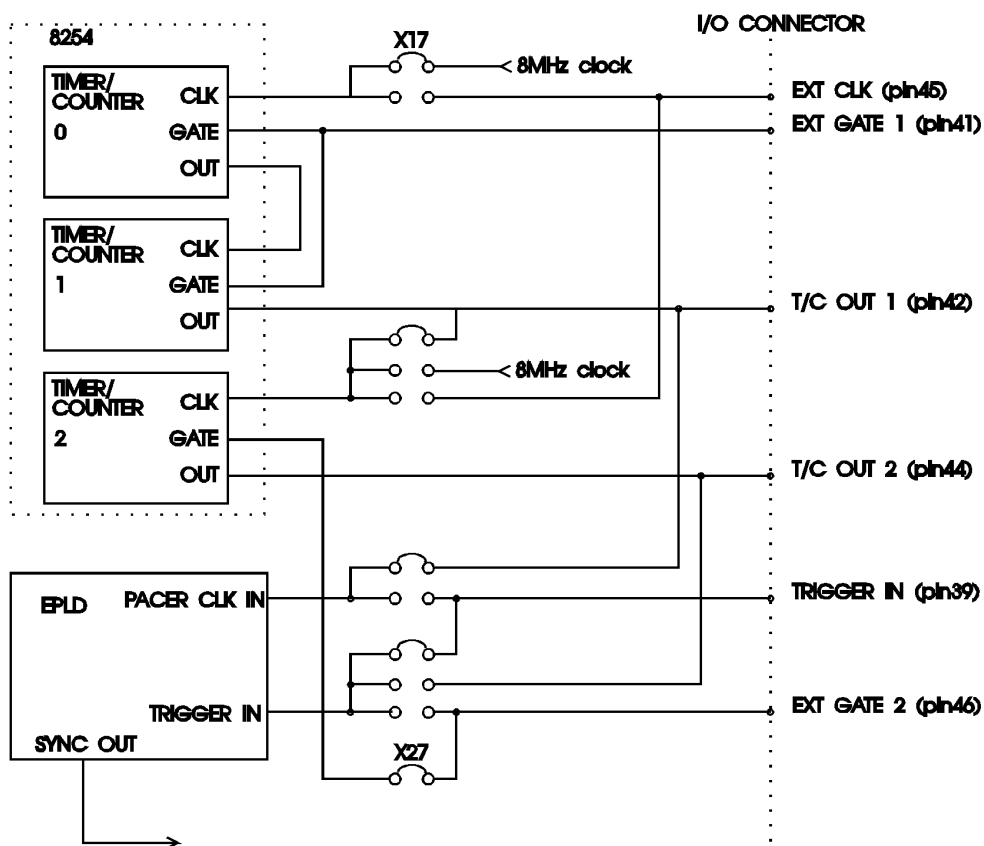 I/O CONNECTOR
8254
X17
8MHz clock
TIMER/
COUNTER
0
CLK
GATE
OUT
EXT CLK (pin45)
EXT GATE 1 (pin41)
TIMER/
COUNTER
1
CLK
GATE
OUT
T/C OUT 1 (pin42)
8MHz clock
TIMER/
COUNTER
2
CLK
GATE
OUT
T/C OUT 2 (pin44)
EPLD
PACER CLK IN
TRIGGER IN (pin39)
TRIGGER IN
EXT GATE 2 (pin46)
SYNC OUT
X27